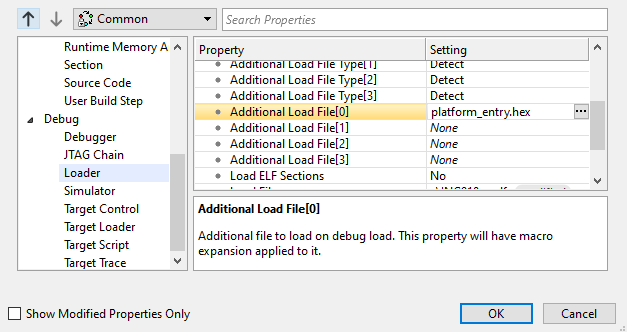 Common
Search Properties
Runtime Memory A
Section
Source Code
User Build Step
Debug
Debugger
JTAG Chain
Loader
Simulator
Target Control
Target Loader
Target Script
Target Trace
Property Setting
Additional Load File Type[1] Detect
Additional Load File Type[2] Detect
Additional Load File Type[3] Detect
Additional Load File[0] platform_entry.hex ...
Additional Load File[1] None
Additional Load File[2] None
Additional Load File[3] None
Load ELF Sections No
Additional Load File[0]
Additional file to load on debug load. This property will have macro
expansion applied to it.
Show Modified Properties Only
OK
Cancel